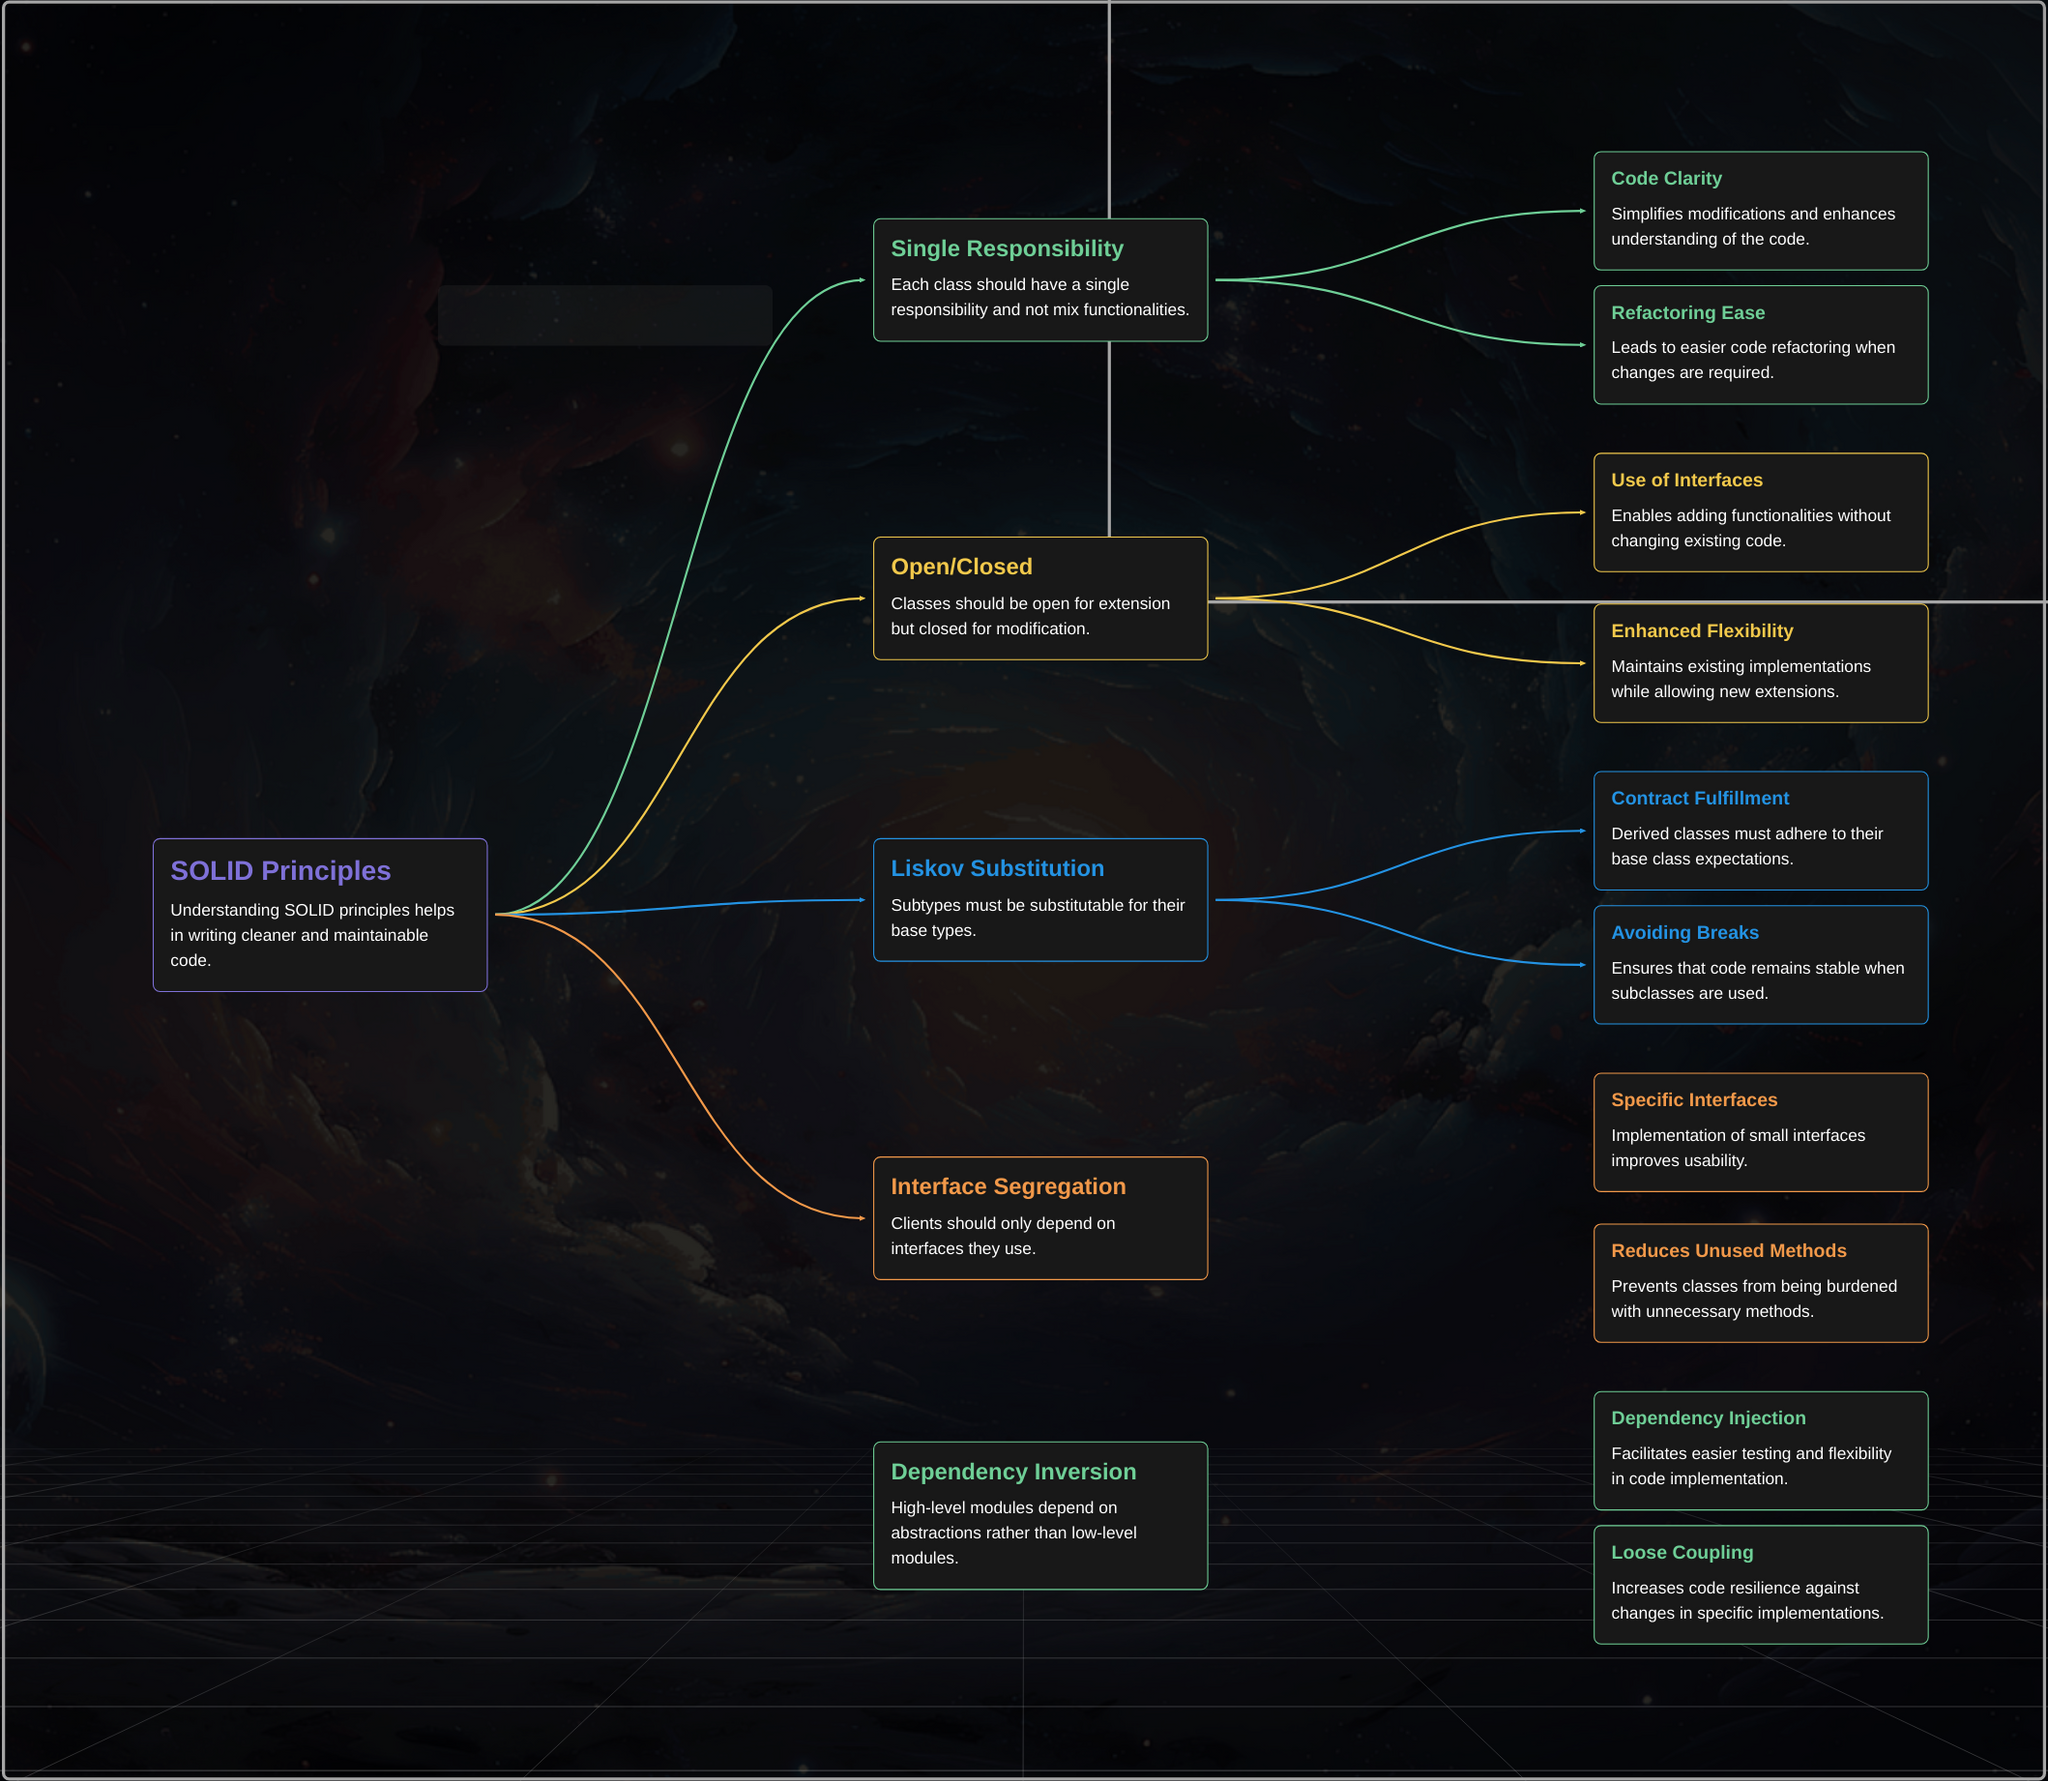 SOLID Principles
Understanding SOLID principles helps
in writing cleaner and maintainable
code.
Single Responsibility
Each class should have a single
responsibility and not mix functionalities.
Code Clarity
Simplifies modifications and enhances
understanding of the code.
Refactoring Ease
Leads to easier code refactoring when
changes are required.
Open/Closed
Classes should be open for extension
but closed for modification.
Use of Interfaces
Enables adding functionalities without
changing existing code.
Enhanced Flexibility
Maintains existing implementations
while allowing new extensions.
Liskov Substitution
Subtypes must be substitutable for their
base types.
Contract Fulfillment
Derived classes must adhere to their
base class expectations.
Avoiding Breaks
Ensures that code remains stable when
subclasses are used.
Interface Segregation
Clients should only depend on
interfaces they use.
Specific Interfaces
Implementation of small interfaces
improves usability.
Reduces Unused Methods
Prevents classes from being burdened
with unnecessary methods.
Dependency Inversion
High-level modules depend on
abstractions rather than low-level
modules.
Dependency Injection
Facilitates easier testing and flexibility
in code implementation.
Loose Coupling
Increases code resilience against
changes in specific implementations.